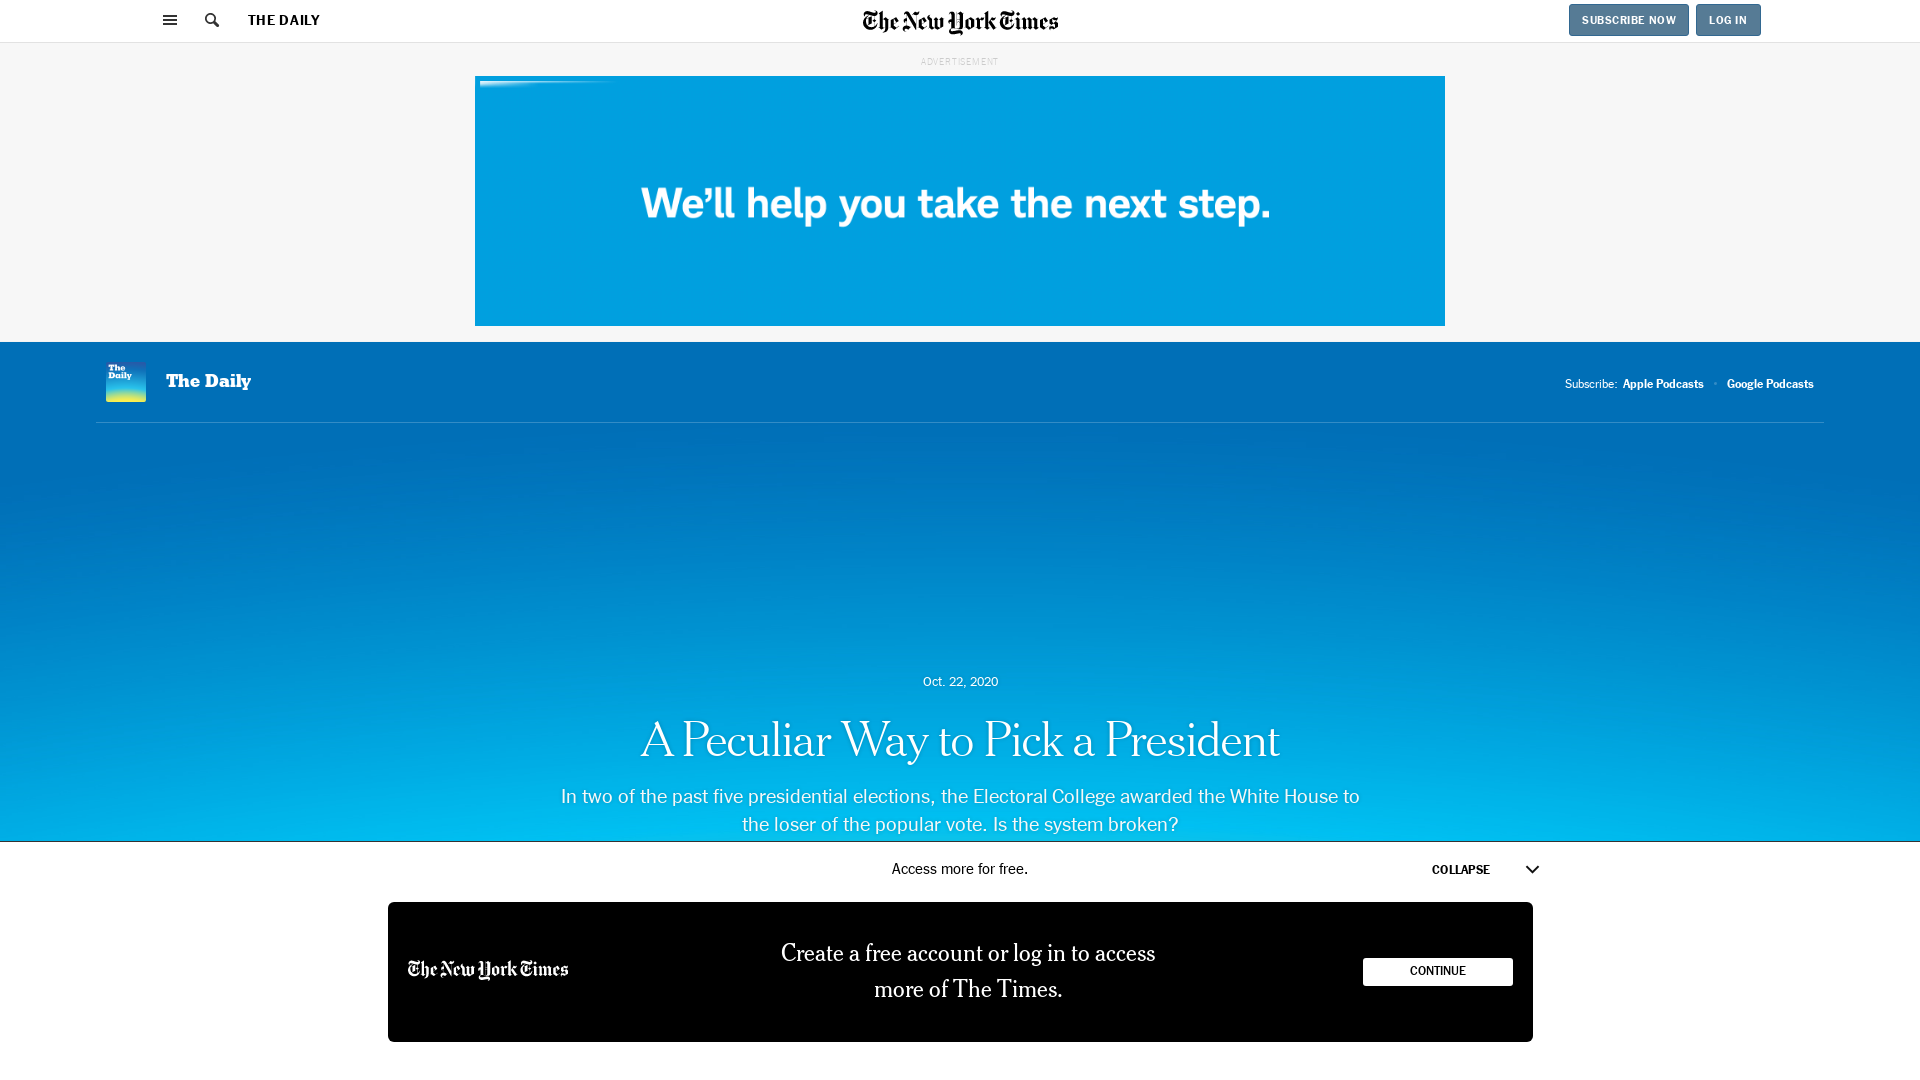 THE DAILY
The New York Times
SUBSCRIBE NOW
LOG IN
ADVERTISEMENT
We'll help you take the next step.
The Daily
The Daily
Subscribe: Apple Podcasts • Google Podcasts
Oct. 22, 2020
A Peculiar Way to Pick a President
In two of the past five presidential elections, the Electoral College awarded the White House to
the loser of the popular vote. Is the system broken?
Access more for free.
COLLAPSE
The New York Times
Create a free account or log in to access
more of The Times.
CONTINUE